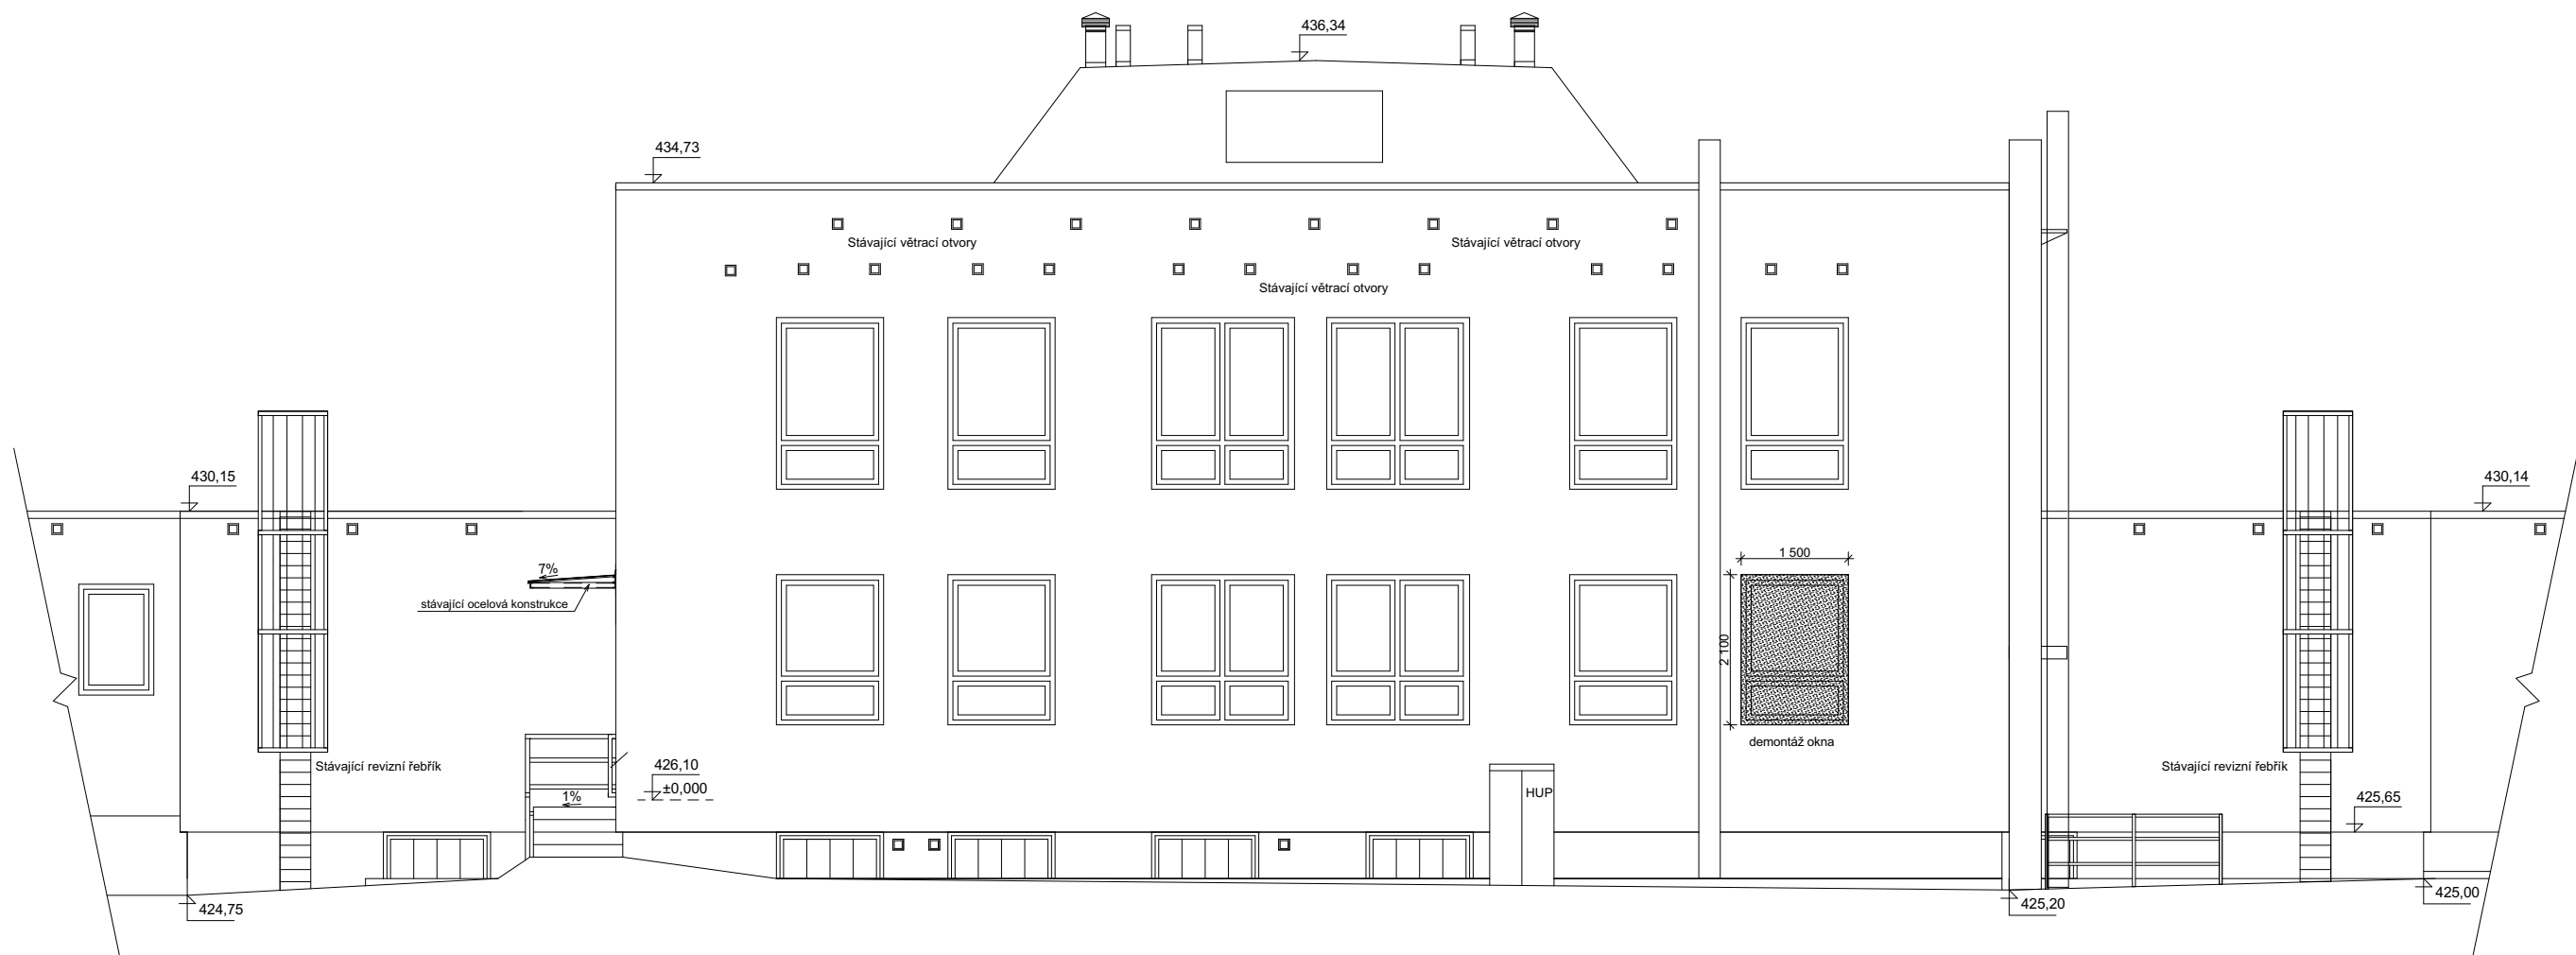 436,34
434,73
Stávající větrací otvory
Stávající větrací otvory
Stávající větrací otvory
430,15
430,14
1 500
7%
stávající ocelová konstrukce
2 100
demontáž okna
Stávající revizní řebřík
426,10
±0,000
Stávající revizní řebřík
1%
HUP
425,65
425,00
424,75
425,20